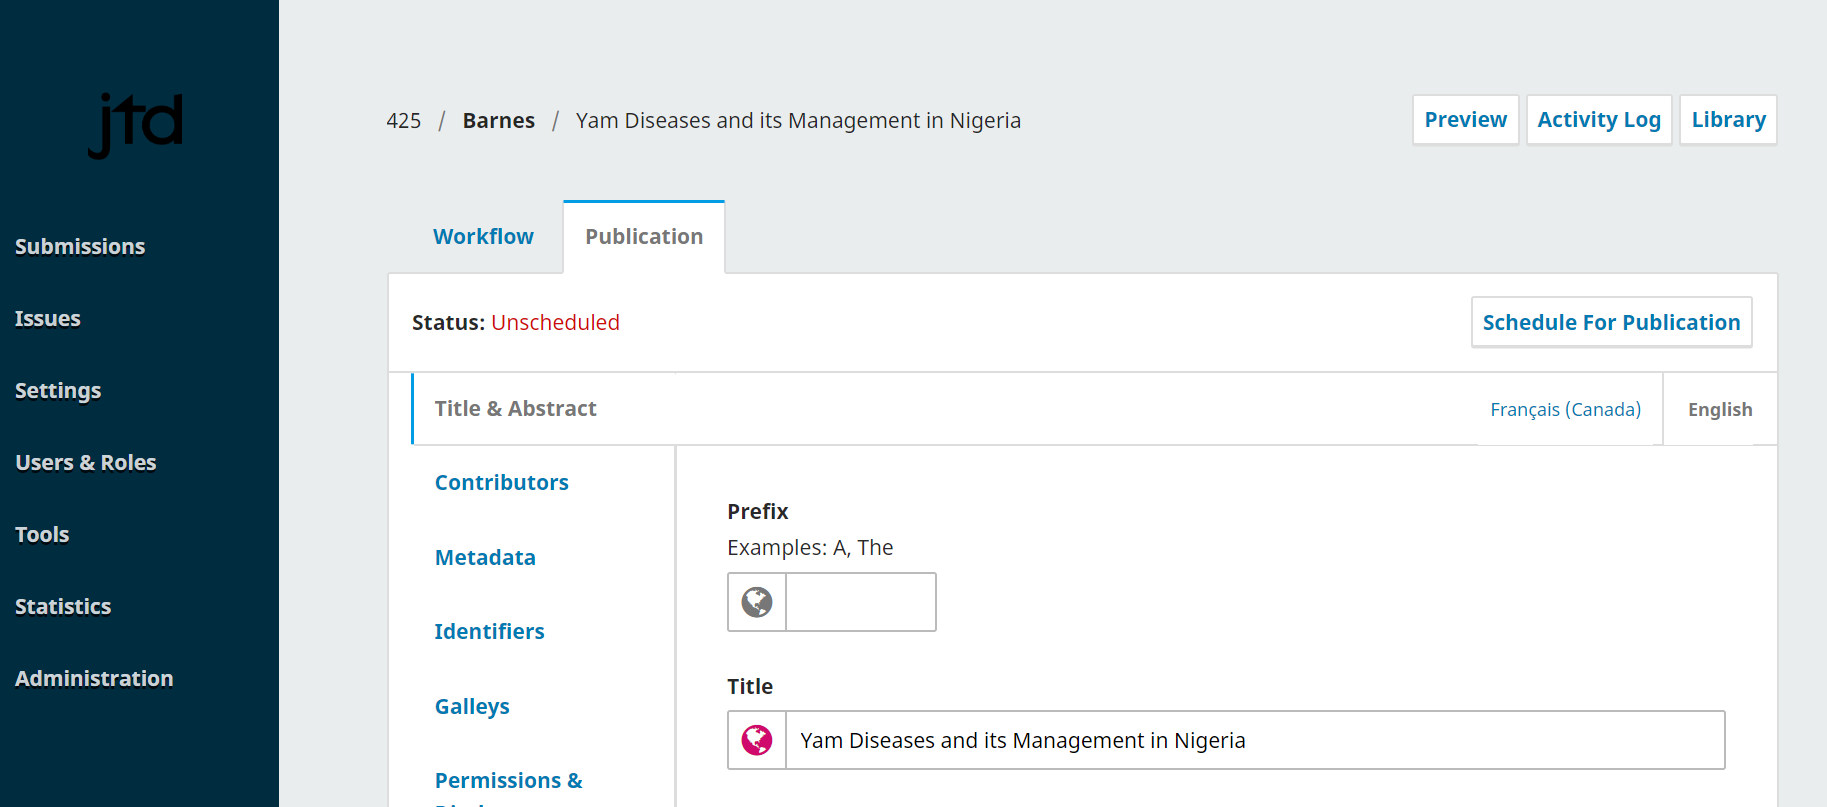 jtd
425 / Barnes / Yam Diseases and its Management in Nigeria
Preview
Activity Log
Library
Submissions
Issues
Settings
Users & Roles
Tools
Statistics
Administration
Workflow
Publication
Status: Unscheduled
Schedule For Publication
Title & Abstract
Français (Canada)
English
Contributors
Metadata
Identifiers
Galleys
Permissions &
Prefix
Examples: A, The
Title
Yam Diseases and its Management in Nigeria